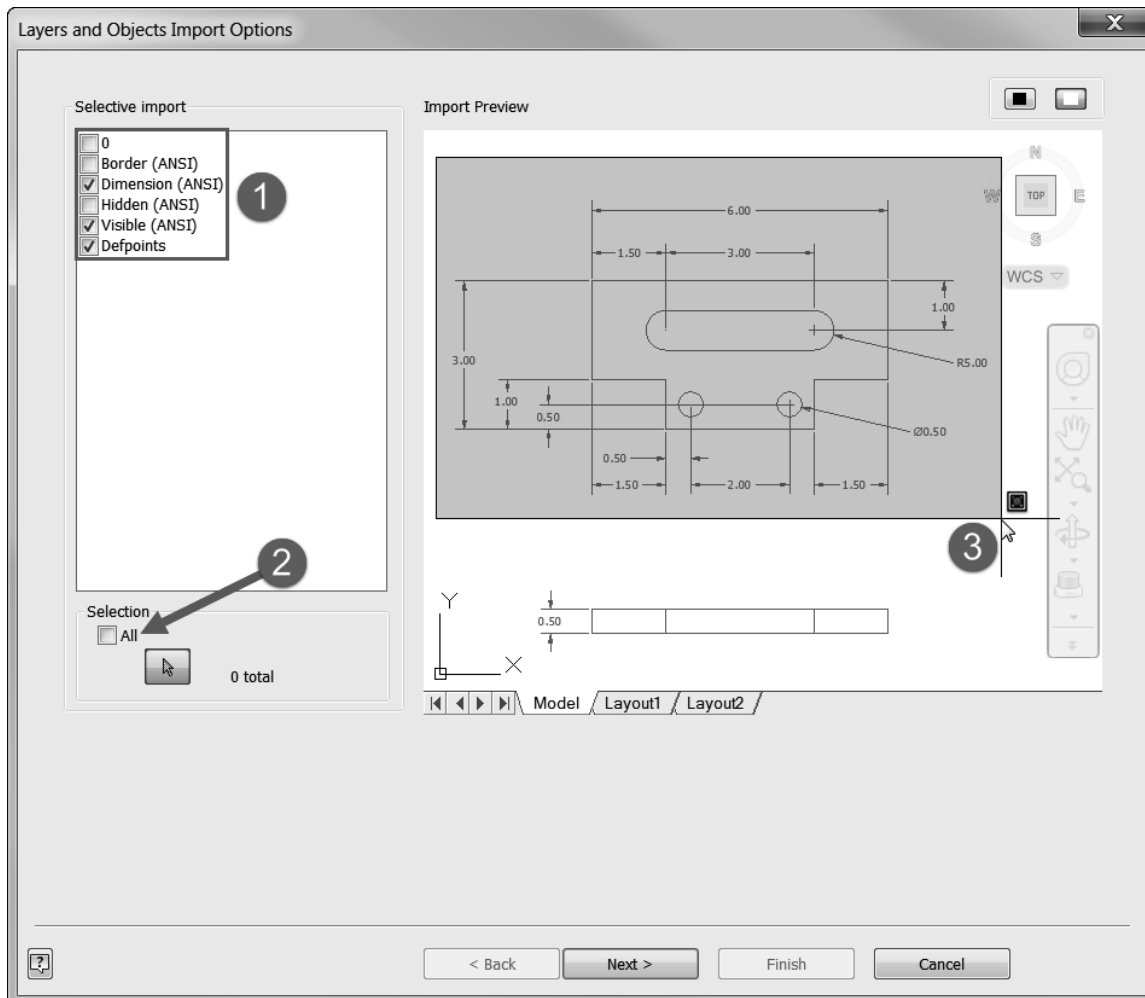 Layers and Objects Import Options
X
Selective import
Import Preview
0
Border (ANSI)
Dimension (ANSI)
Hidden (ANSI)
Visible (ANSI)
Defpoints
1
N
W
TOP
E
S
WCS
6.00
1.50
3.00
1.00
3.00
R5.00
1.00
0.50
Ø0.50
0.50
1.50
2.00
1.50
3
2
Selection
All
0 total
Y
0.50
X
Model
Layout1
Layout2
?
< Back
Next >
Finish
Cancel